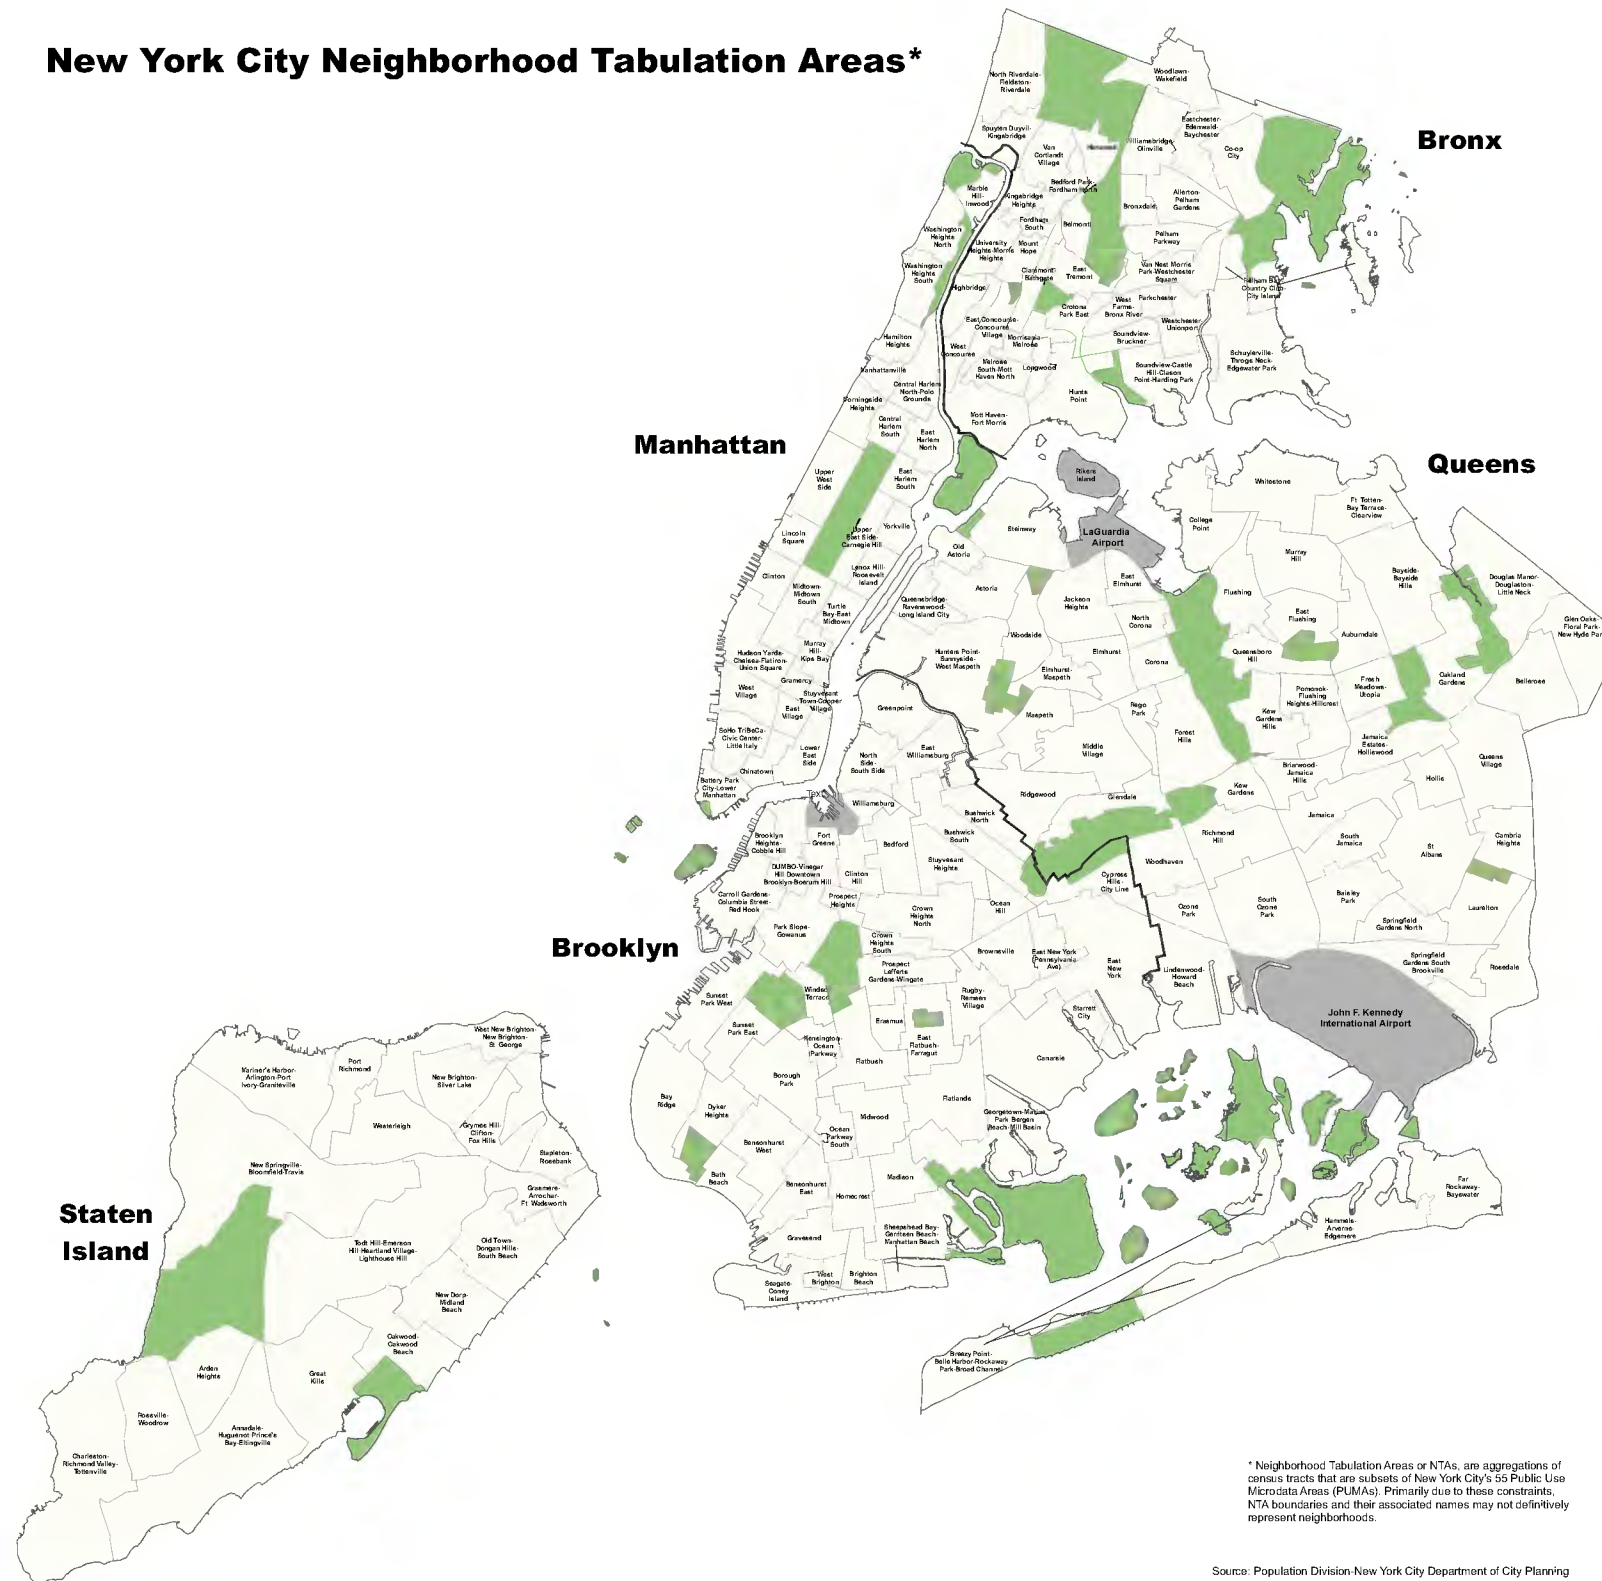 New York City Neighborhood Tabulation Areas*
Bronx
North Riverdale-
Fieldston-
Riverdale
Woodlawn-
Wakefield
Spuyten Duyvil-
Kingsbridge
Van
Cortlandt
Village
Williamsbridge-
Olinville
Eastchester-
Edenwald-
Baychester
Co-op
City
Marble
Hill-
Inwood
Kingsbridge
Heights
Bedford Park-
Fordham North
Bronxdale
Allerton-
Pelham
Gardens
Fordham
South
Belmont
Pelham
Parkway
Washington
Heights
North
University
Heights-Morris
Heights
Mount
Hope
Washington
Heights
South
Claremont-
Bathgate
East
Tremont
Van Nest Morris
Park-Westchester
Square
Pelham Bay-
Country Club-
City Island
Highbridge
Crotona
Park East
West
Farms-
Bronx River
Parkchester
Westchester-
Unionport
East Concourse-
Concourse
Village
Morrisania-
Melrose
Soundview-
Bruckner
Hamilton
Heights
West
Concourse
Melrose
South-Mott
Haven North
Longwood
Soundview-Castle
Hill-Clason
Point-Harding Park
Schuylerville-
Throgs Neck-
Edgewater Park
Manhattanville
Central Harlem
North-Polo
Grounds
Hunts
Point
Morningside
Heights
Central
Harlem
South
East
Harlem
North
Mott Haven-
Port Morris
Manhattan
Upper
West
Side
East
Harlem
South
Lincoln
Square
Upper
East Side-
Carnegie Hill
Yorkville
Clinton
Lenox Hill-
Roosevelt
Island
Midtown-
Midtown
South
Turtle
Bay-East
Midtown
Murray
Hill-
Kips Bay
Hudson Yards-
Chelsea-Flatiron-
Union Square
Gramercy
West
Village
Stuyvesant
Town-Cooper
Village
East
Village
SoHo TriBeCa-
Civic Center-
Little Italy
Lower
East
Side
Chinatown
Battery Park
City-Lower
Manhattan
Queens
Rikers
Island
LaGuardia
Airport
Whitestone
Ft Totten-
Bay Terrace-
Clearview
College
Point
Steinway
Old
Astoria
Murray
Hill
Bayside-
Bayside
Hills
Douglas Manor-
Douglaston-
Little Neck
Astoria
East
Elmhurst
Jackson
Heights
Flushing
East
Flushing
Auburndale
Glen Oaks-
Floral Park-
New Hyde Par
Queensbridge-
Ravenswood-
Long Island City
North
Corona
Woodside
Elmhurst
Corona
Queensboro
Hill
Hunters Point-
Sunnyside-
West Maspeth
Elmhurst-
Maspeth
Pomonok-
Flushing
Heights-Hillcrest
Fresh
Meadows-
Utopia
Oakland
Gardens
Bellerose
Maspeth
Rego
Park
Kew
Gardens
Hills
Forest
Hills
Jamaica
Estates-
Holliswood
Middle
Village
Queens
Village
Briarwood-
Jamaica
Hills
Hollis
Ridgewood
Glendale
Kew
Gardens
Jamaica
Richmond
Hill
South
Jamaica
St
Albans
Cambria
Heights
Woodhaven
Ozone
Park
South
Ozone
Park
Baisley
Park
Springfield
Gardens North
Laurelton
Springfield
Gardens South
Brookville
Rosedale
Lindenwood-
Howard
Beach
John F. Kennedy
International Airport
Far
Rockaway-
Bayswater
Hammels-
Arverne-
Edgemere
Breezy Point-
Belle Harbor-Rockaway
Park-Broad Channel
Brooklyn
Greenpoint
North
Side-
South Side
East
Williamsburg
Text
Williamsburg
Bushwick
North
Bushwick
South
Brooklyn
Heights-
Cobble Hill
Fort
Greene
Bedford
Stuyvesant
Heights
DUMBO-Vinegar
Hill Downtown
Brooklyn-Boerum Hill
Clinton
Hill
Cypress
Hills-
City Line
Carroll Gardens-
Columbia Street-
Red Hook
Prospect
Heights
Crown
Heights
North
Ocean
Hill
Park Slope-
Gowanus
Crown
Heights
South
Brownsville
East New York
(Pennsylvania
Ave)
East
New
York
Prospect
Lefferts
Gardens-Wingate
Sunset
Park West
Windsor
Terrace
Rugby-
Remsen
Village
Starrett
City
Sunset
Park East
Erasmus
Kensington-
Ocean
Parkway
East
Flatbush-
Farragut
Flatbush
Canarsie
Borough
Park
Bay
Ridge
Dyker
Heights
Flatlands
Midwood
Georgetown-Marine
Park Bergen
Beach-Mill Basin
Ocean
Parkway
South
Bensonhurst
West
Bath
Beach
Bensonhurst
East
Madison
Homecrest
Gravesend
Sheepshead Bay-
Gerritsen Beach-
Manhattan Beach
Seagate-
Coney
Island
West
Brighton
Brighton
Beach
Staten
Island
West New Brighton-
New Brighton-
St George
Mariner's Harbor-
Arlington-Port
Ivory-Graniteville
Port
Richmond
New Brighton-
Silver Lake
Westerleigh
Grymes Hill-
Clifton-
Fox Hills
Stapleton-
Rosebank
New Springville-
Bloomfield-Travis
Grasmere-
Arrochar-
Ft Wadsworth
Todt Hill-Emerson
Hill Heartland Village-
Lighthouse Hill
Old Town-
Dongan Hills-
South Beach
New Dorp-
Midland
Beach
Oakwood-
Oakwood
Beach
Arden
Heights
Great
Kills
Rossville-
Woodrow
Annadale-
Huguenot Prince's
Bay-Eltingville
Charleston-
Richmond Valley-
Tottenville
* Neighborhood Tabulation Areas or NTAs, are aggregations of
census tracts that are subsets of New York City's 55 Public Use
Microdata Areas (PUMAs). Primarily due to these constraints,
NTA boundaries and their associated names may not definitively
represent neighborhoods.
Source: Population Division-New York City Department of City Planning